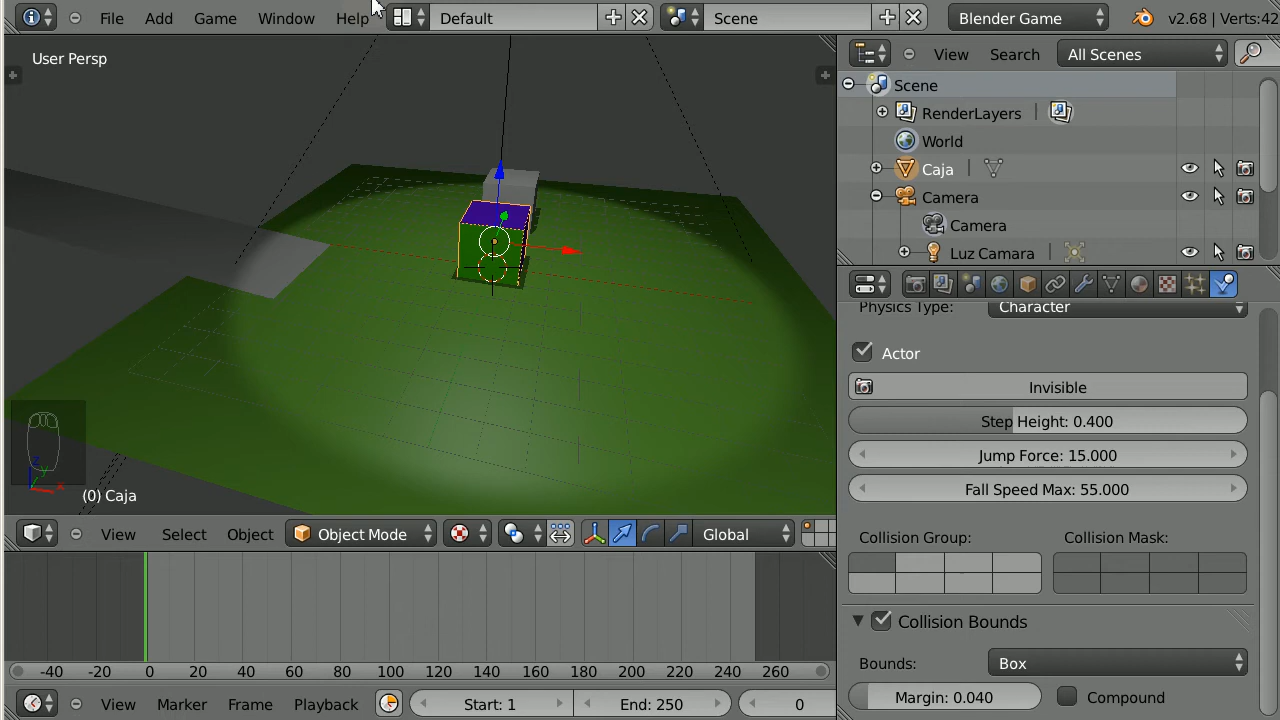 File Add Game Window Help Default Scene Blender Game v2.68 | Verts:42
User Persp
View Search All Scenes
Scene
RenderLayers
World
Caja
Camera
Camera
Luz Camara
Physics Type: Character
Actor
Invisible
Step Height: 0.400
Jump Force: 15.000
Fall Speed Max: 55.000
Collision Group: Collision Mask:
Collision Bounds
Bounds: Box
Margin: 0.040 Compound
z
y
x
(0) Caja
View Select Object Object Mode Global
-40 -20 0 20 40 60 80 100 120 140 160 180 200 220 240 260
View Marker Frame Playback Start: 1 End: 250 0